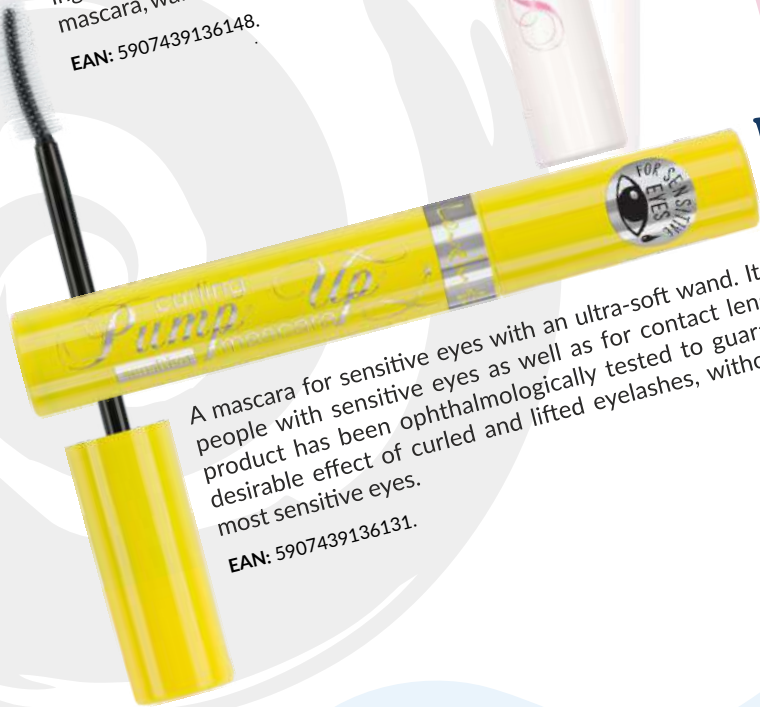 mascara, wa
EAN: 5907439136148.
FOR SENSITIVE
EYES
curling
Pump Up
mascara
sensitive
A mascara for sensitive eyes with an ultra-soft wand. It
people with sensitive eyes as well as for contact len
product has been ophthalmologically tested to guar
desirable effect of curled and lifted eyelashes, witho
most sensitive eyes.
EAN: 5907439136131.